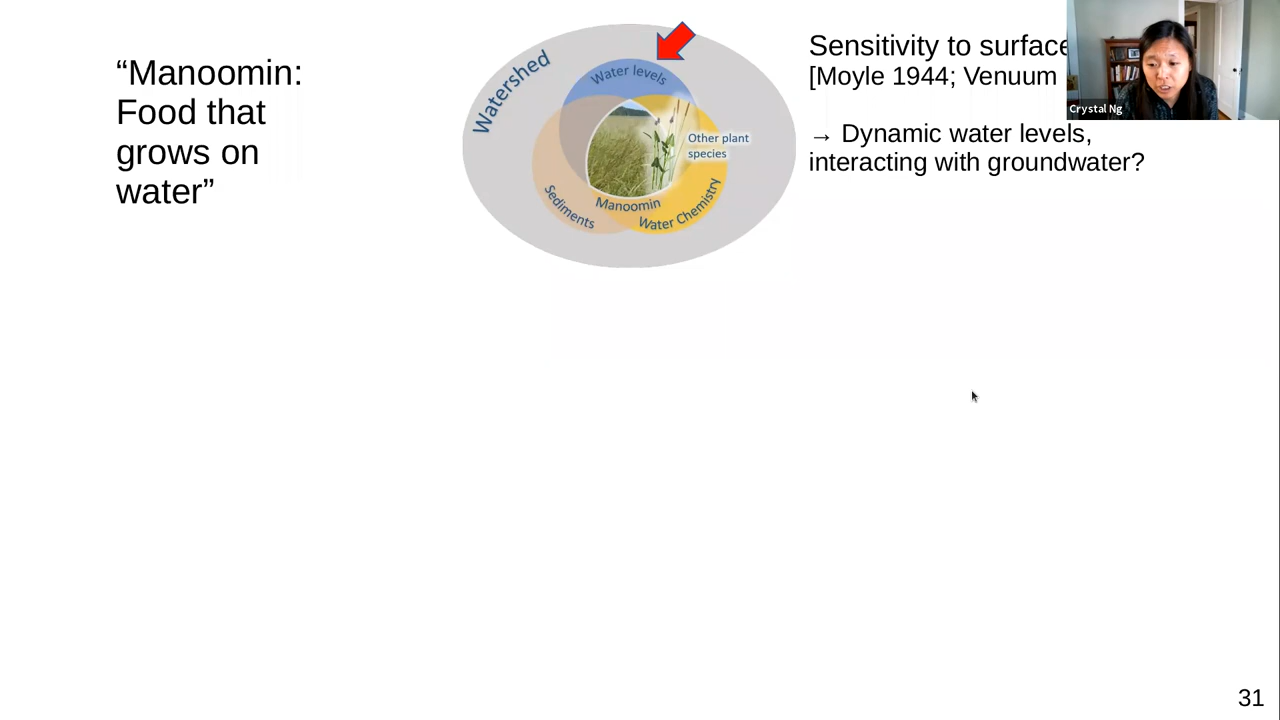 “Manoomin:
Food that
grows on
water”
Watershed
Water levels
Other plant
species
Sediments
Manoomin
Water Chemistry
Sensitivity to surface
[Moyle 1944; Venuum
→ Dynamic water levels,
interacting with groundwater?
Crystal Ng
31